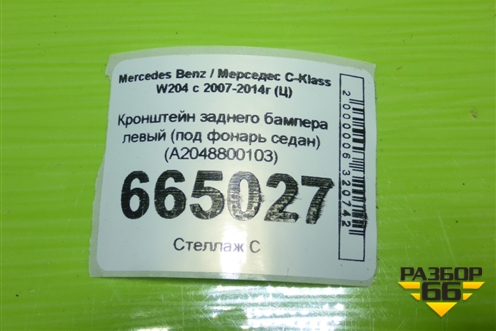 Mercedes Benz / Мерседес C-Klass
W204 с 2007-2014г (Ц)
Кронштейн заднего бампера
левый (под фонарь седан)
(A2048800103)
665027
Стеллаж С
2000006320742
РАЗБОР
66